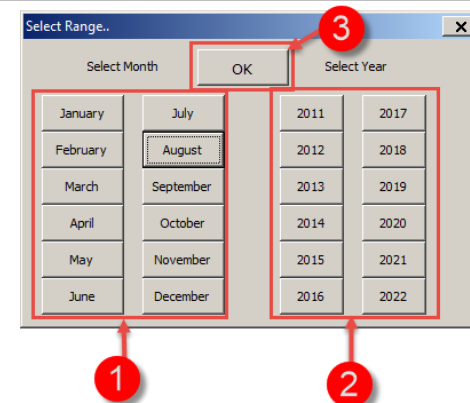 Select Range..
3
Select Month OK Select Year
January July 2011 2017
February August 2012 2018
March September 2013 2019
April October 2014 2020
May November 2015 2021
June December 2016 2022
1 2